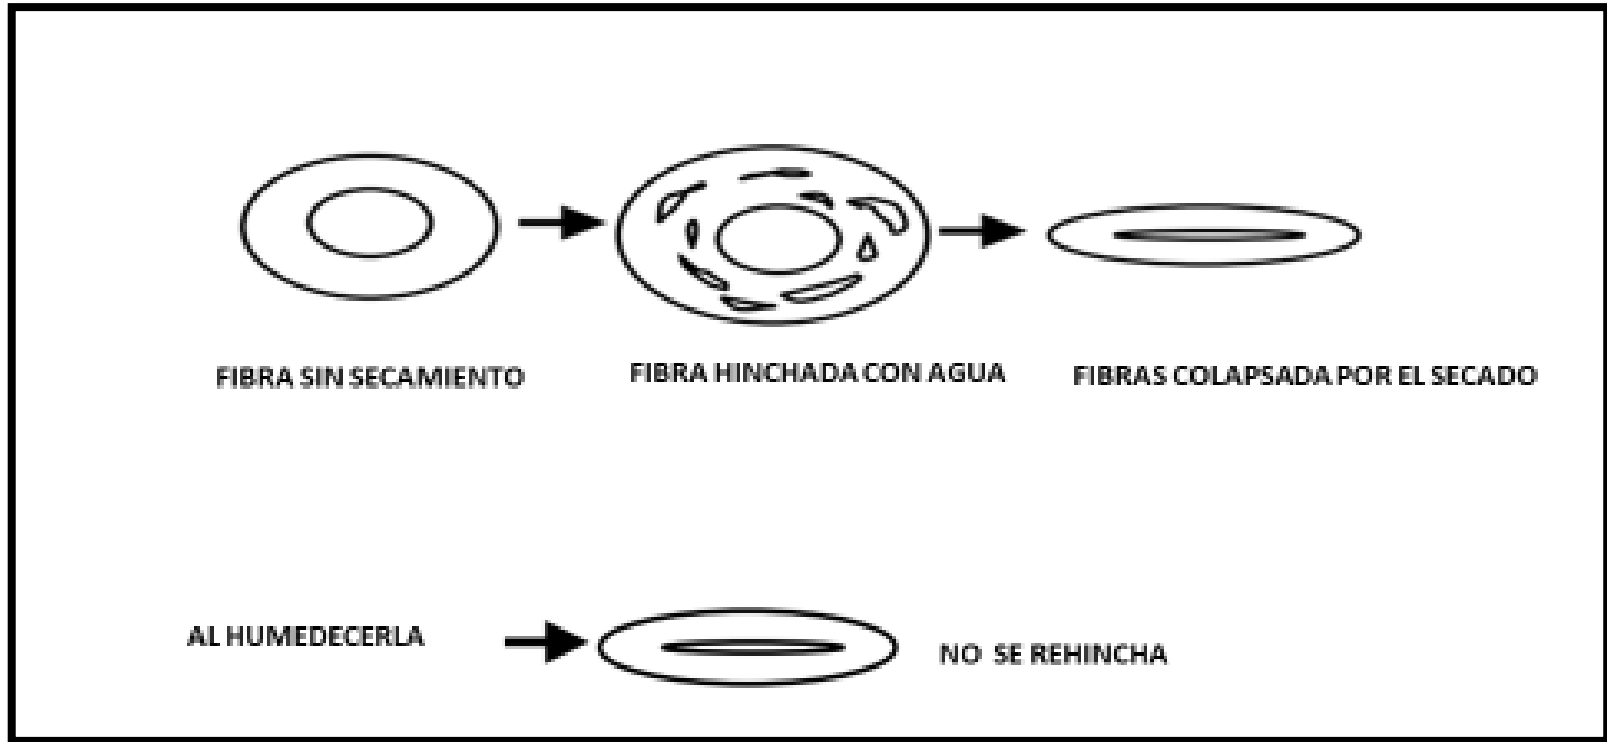 FIBRA SIN SECAMIENTO
FIBRA HINCHADA CON AGUA
FIBRAS COLAPSADA POR EL SECADO
AL HUMEDECERLA
NO SE REHINCHA